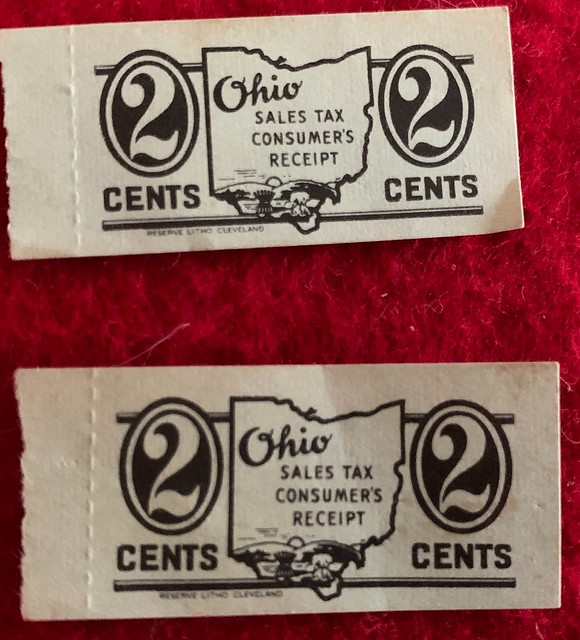 2 Ohio 2
SALES TAX
CONSUMER'S
RECEIPT
CENTS CENTS
RESERVE LITHO CLEVELAND
2 Ohio 2
SALES TAX
CONSUMER'S
RECEIPT
CENTS CENTS
RESERVE LITHO CLEVELAND